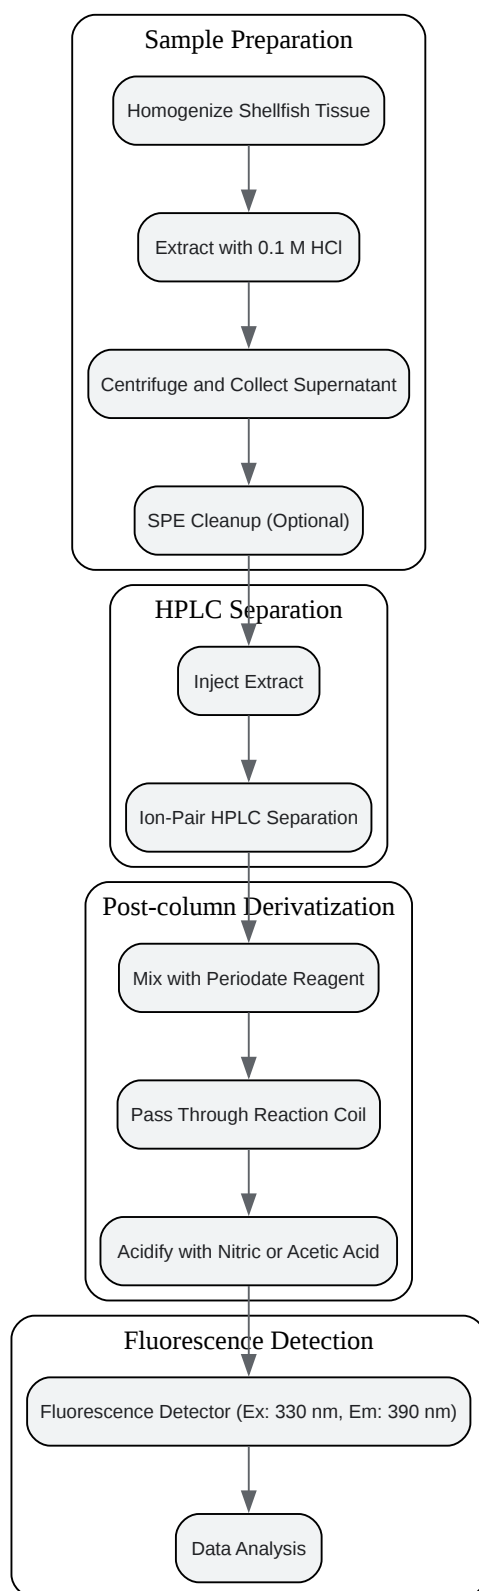 Sample Preparation
Homogenize Shellfish Tissue
Extract with 0.1 M HCl
Centrifuge and Collect Supernatant
SPE Cleanup (Optional)
HPLC Separation
Inject Extract
Ion-Pair HPLC Separation
Post-column Derivatization
Mix with Periodate Reagent
Pass Through Reaction Coil
Acidify with Nitric or Acetic Acid
Fluorescence Detection
Fluorescence Detector (Ex: 330 nm, Em: 390 nm)
Data Analysis